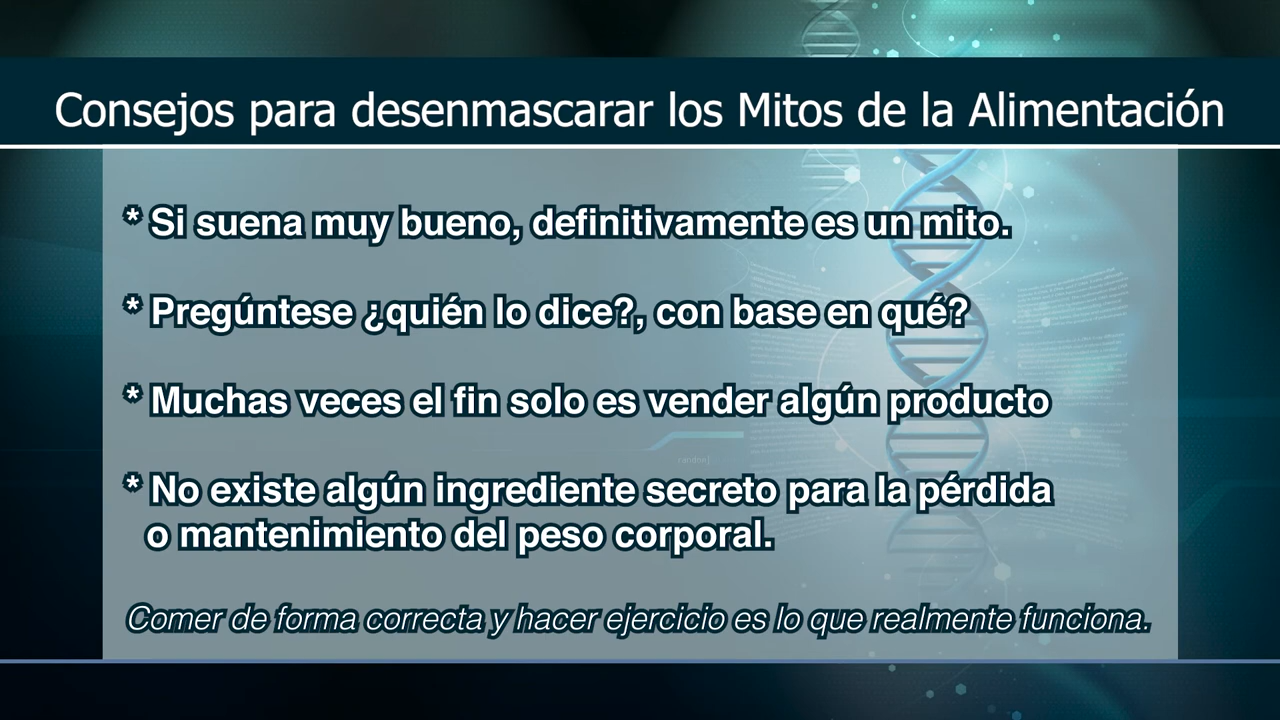 Consejos para desenmascarar los Mitos de la Alimentación
* Si suena muy bueno, definitivamente es un mito.
* Pregúntese ¿quién lo dice?, con base en qué?
* Muchas veces el fin solo es vender algún producto
* No existe algún ingrediente secreto para la pérdida
o mantenimiento del peso corporal.
Comer de forma correcta y hacer ejercicio es lo que realmente funciona.